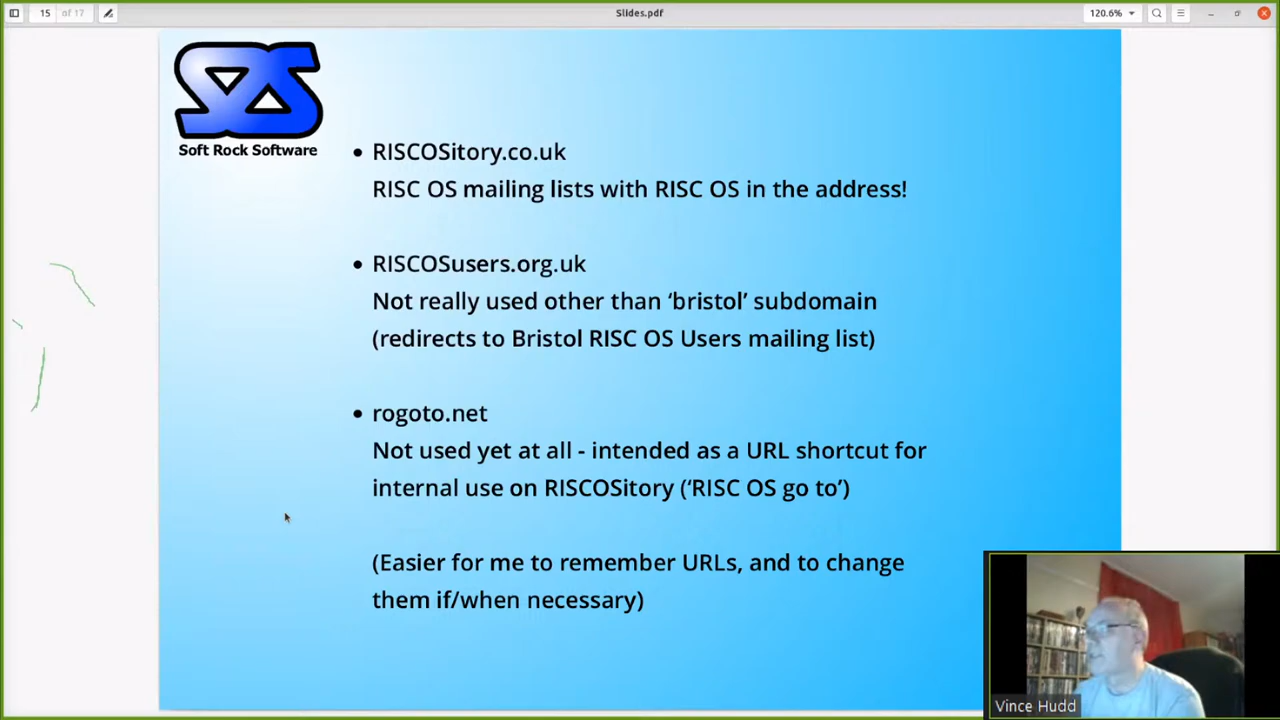 15 of 17
Slides.pdf
120.6%
Soft Rock Software
• RISCOSitory.co.uk
RISC OS mailing lists with RISC OS in the address!
• RISCOSusers.org.uk
Not really used other than ‘bristol’ subdomain
(redirects to Bristol RISC OS Users mailing list)
• rogoto.net
Not used yet at all - intended as a URL shortcut for
internal use on RISCOSitory (‘RISC OS go to’)
(Easier for me to remember URLs, and to change
them if/when necessary)
Vince Hudd